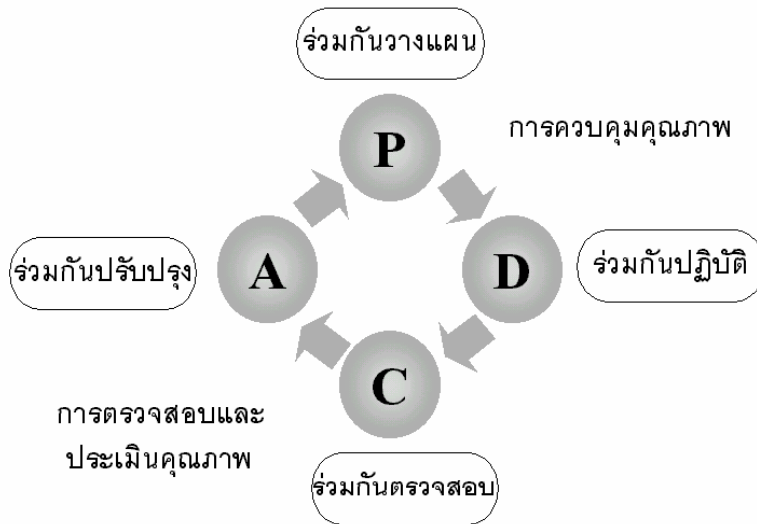 ร่วมกันวางแผน
P
การควบคุมคุณภาพ
A
D
ร่วมกันปรับปรุง
ร่วมกันปฏิบัติ
C
การตรวจสอบและ
ประเมินคุณภาพ
ร่วมกันตรวจสอบ